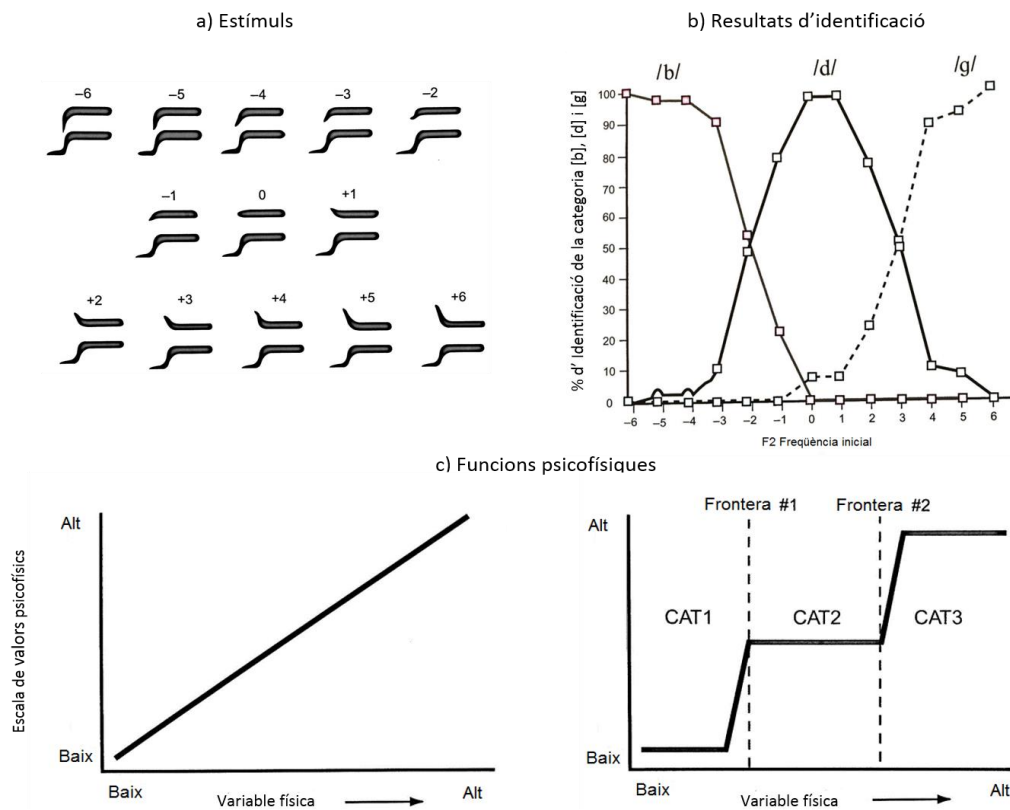 a) Estímuls
–6 –5 –4 –3 –2
–1 0 +1
+2 +3 +4 +5 +6
b) Resultats d’identificació
/b/ /d/ /g/
% d’ Identificació de la categoria [b], [d] i [g]
100
90
80
70
60
50
40
30
20
10
0
–6 –5 –4 –3 –2 –1 0 1 2 3 4 5 6
F2 Freqüència inicial
c) Funcions psicofísiques
Escala de valors psicofísics
Alt
Baix
Baix Alt
Variable física
Frontera #1 Frontera #2
Alt
CAT1 CAT2 CAT3
Baix
Baix Alt
Variable física